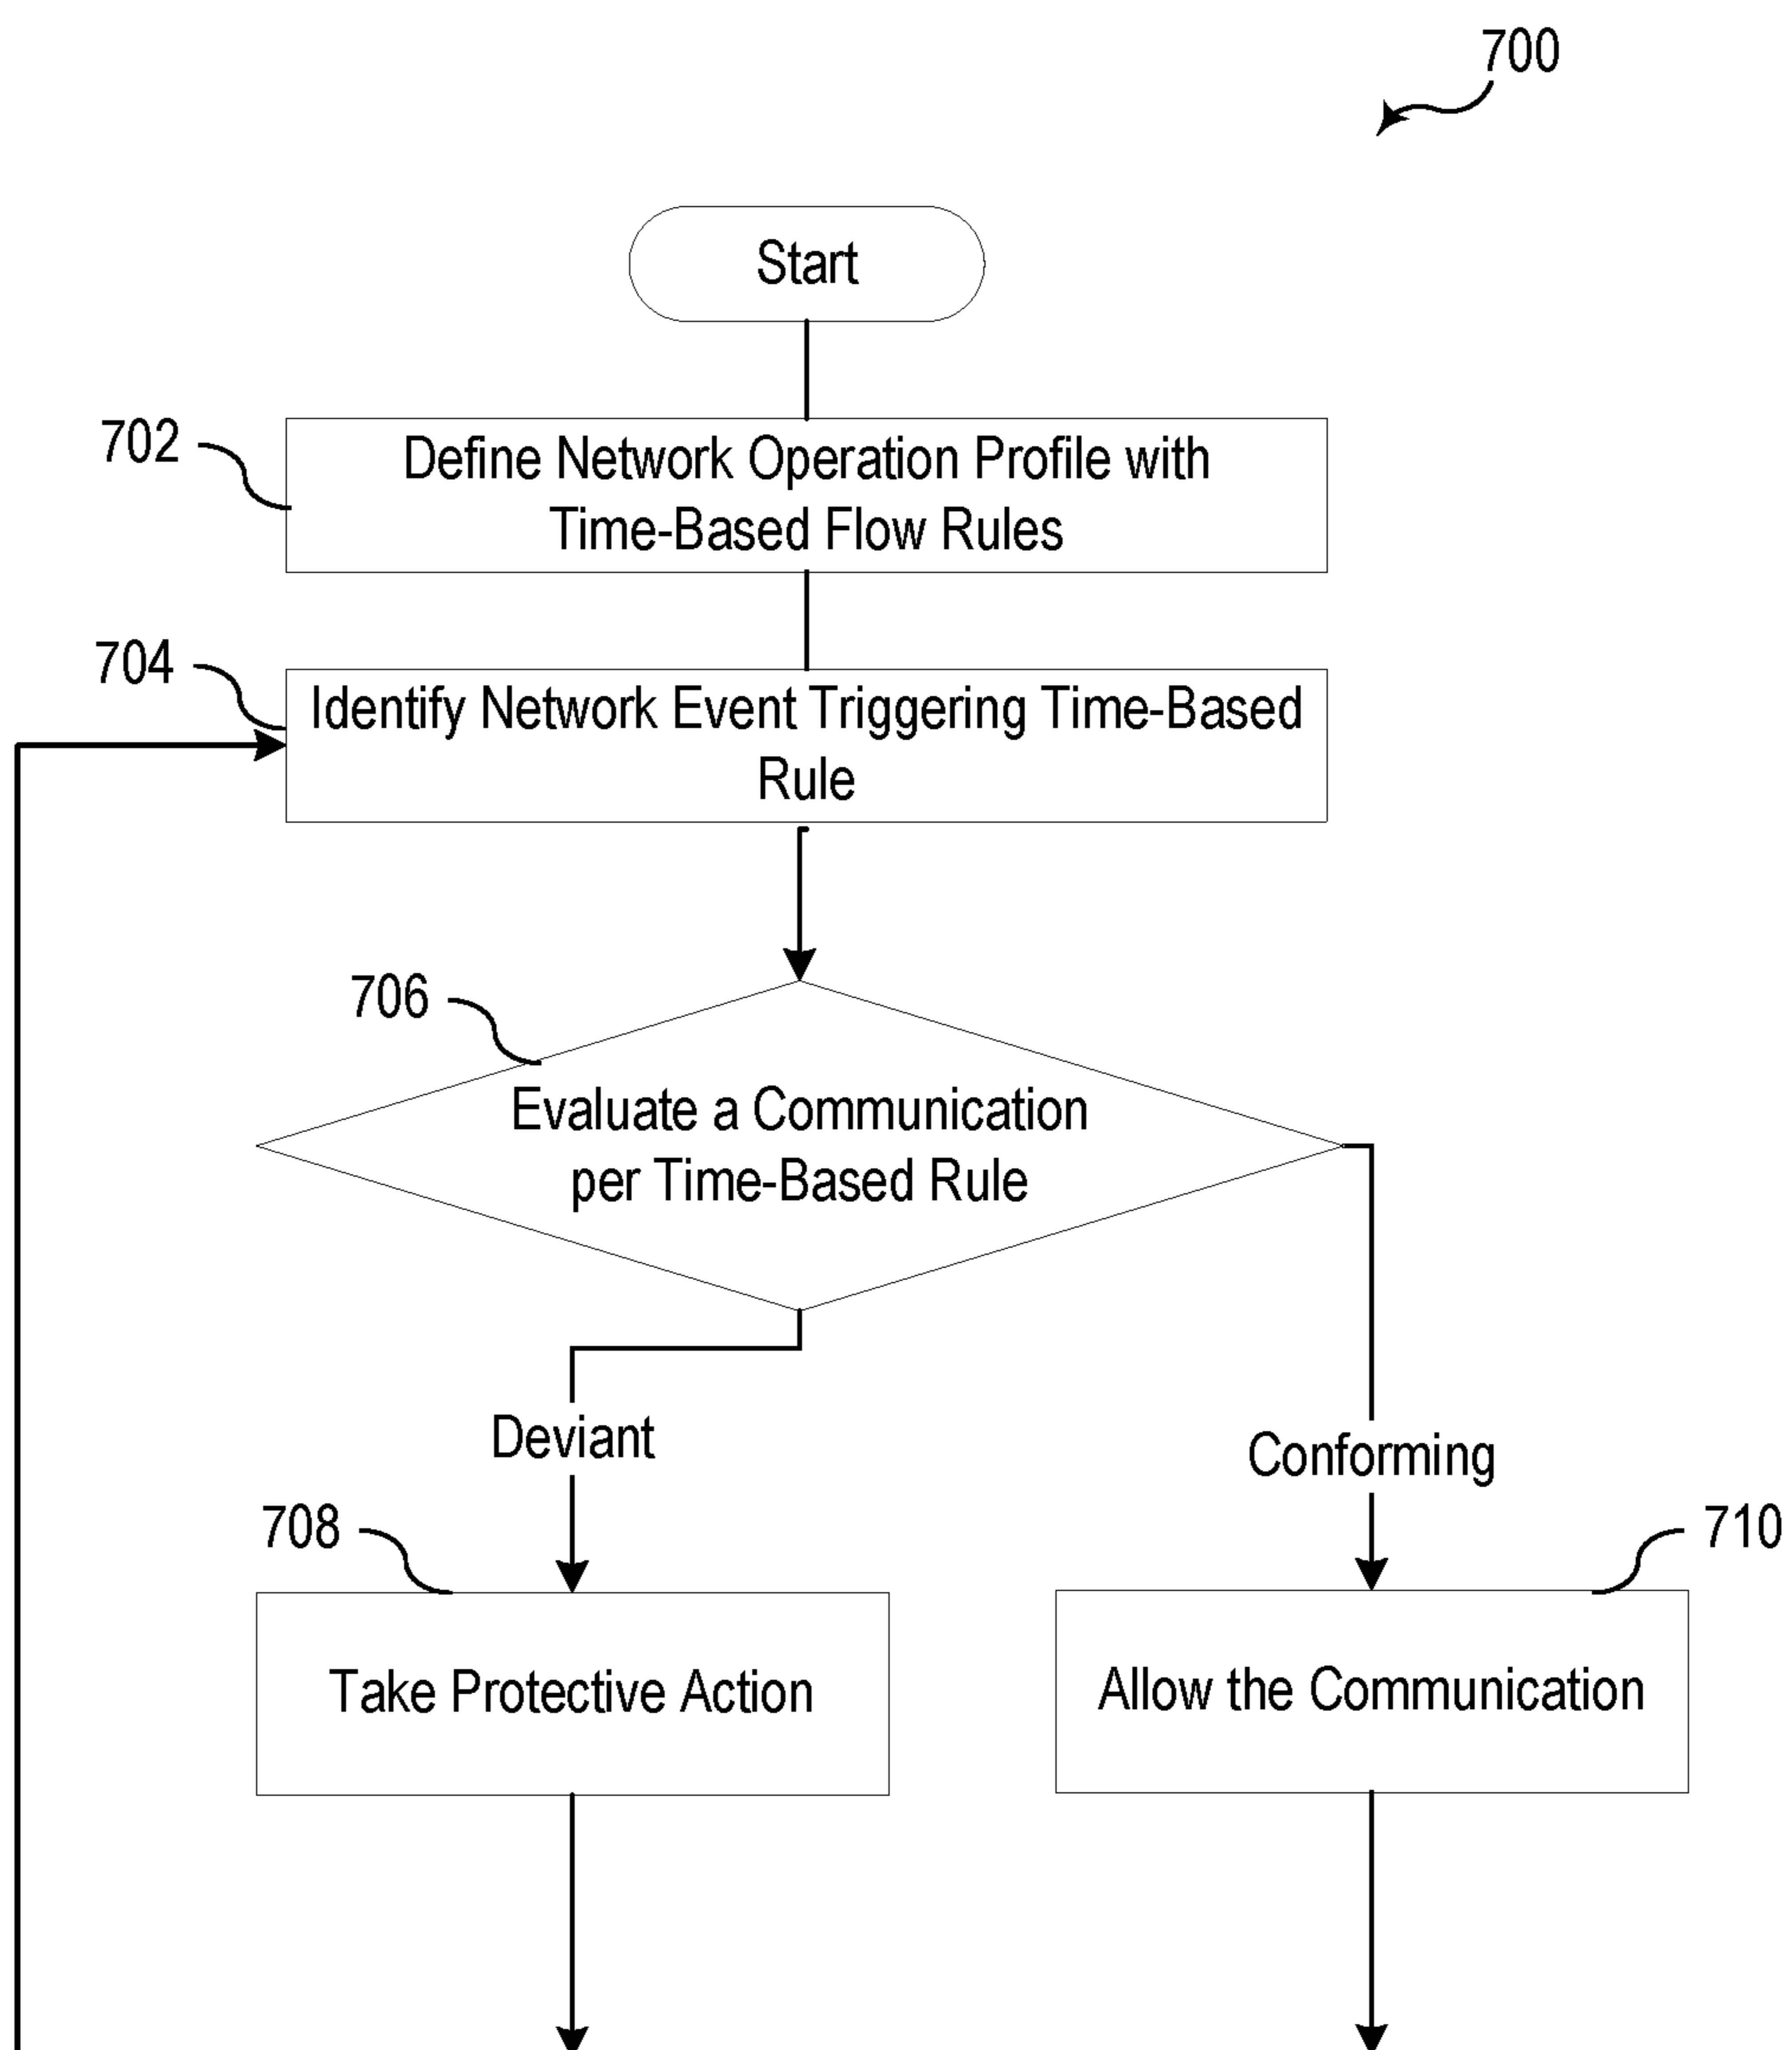 700
Start
702
Define Network Operation Profile with
Time-Based Flow Rules
704
Identify Network Event Triggering Time-Based
Rule
706
Evaluate a Communication
per Time-Based Rule
Deviant
Conforming
708
710
Take Protective Action
Allow the Communication